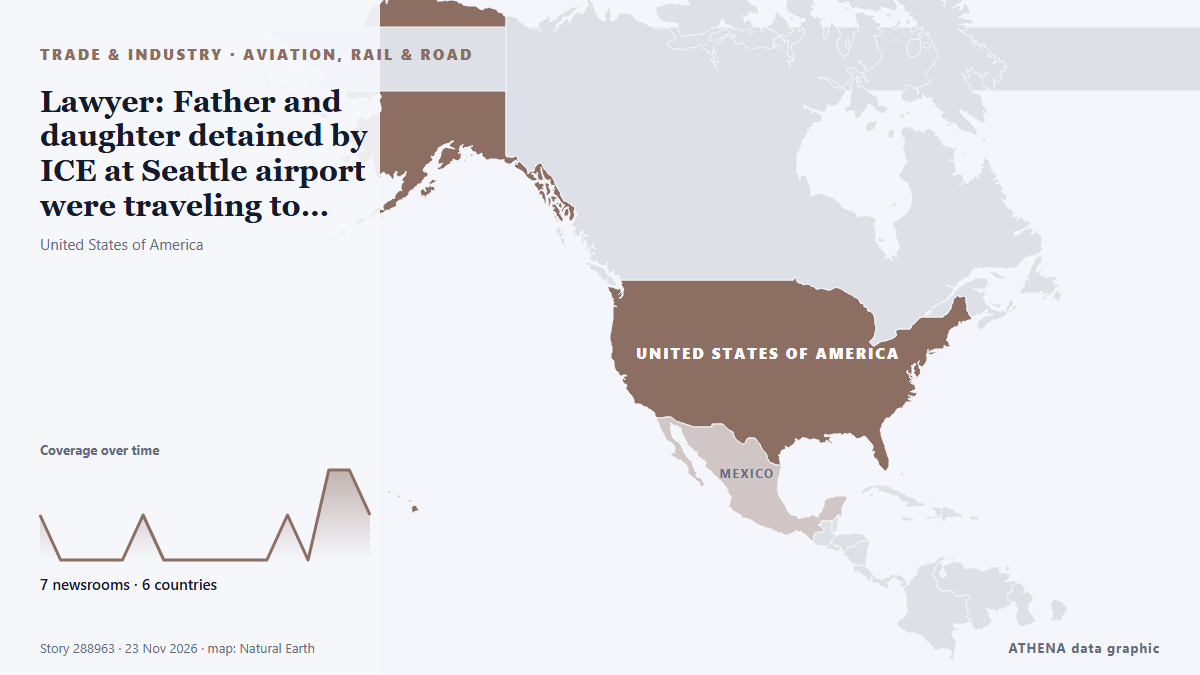 TRADE & INDUSTRY · AVIATION, RAIL & ROAD
Lawyer: Father and
daughter detained by
ICE at Seattle airport
were traveling to…
United States of America
UNITED STATES OF AMERICA
MEXICO
Coverage over time
7 newsrooms · 6 countries
Story 288963 · 23 Nov 2026 · map: Natural Earth
ATHENA data graphic